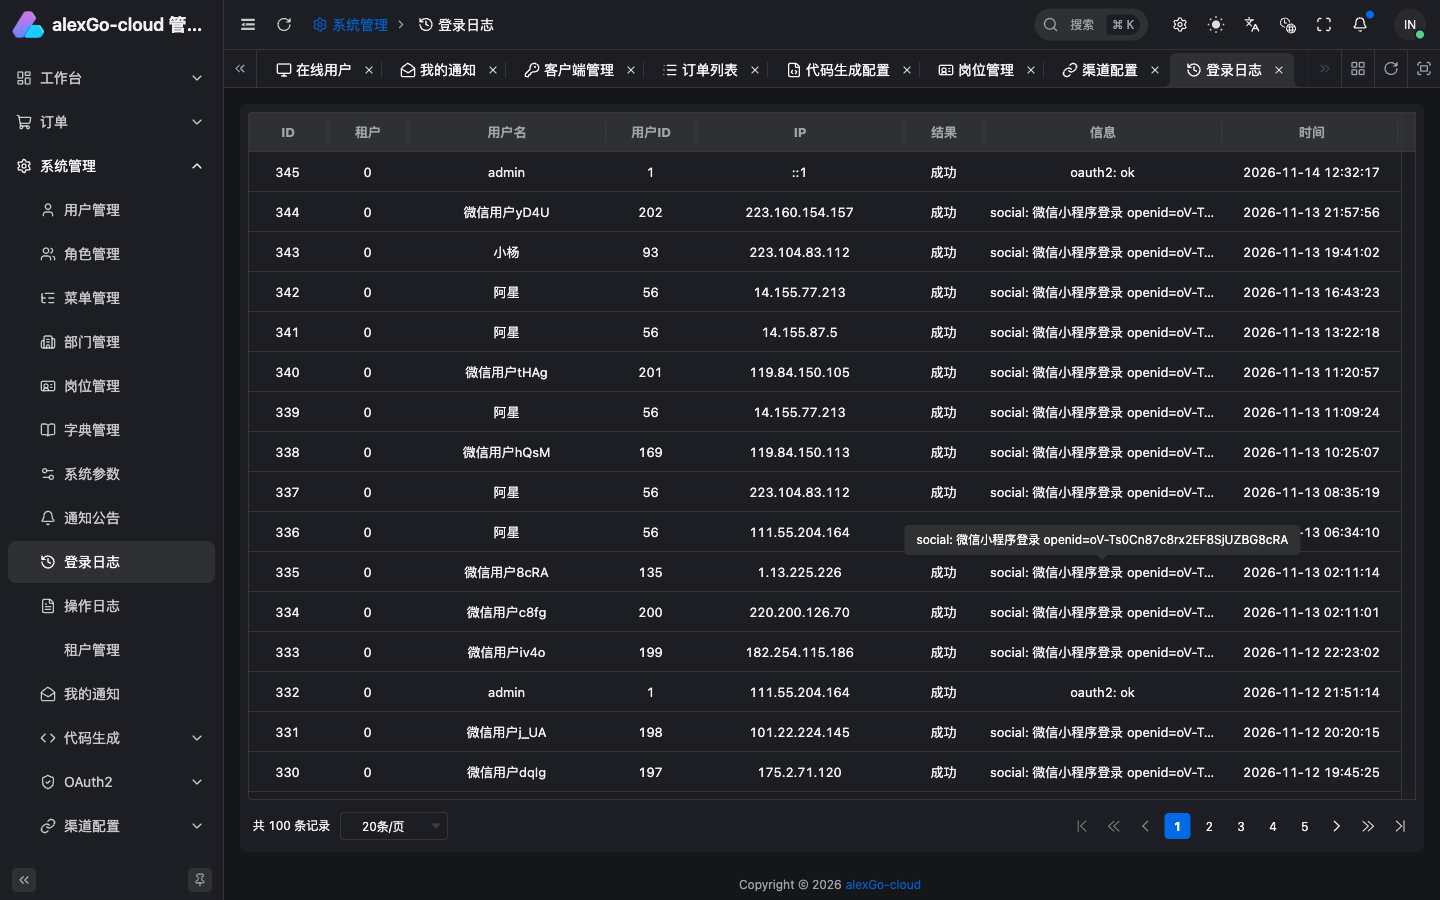 alexGo-cloud 管...
系统管理
登录日志
搜索
⌘ K
IN
工作台
订单
系统管理
用户管理
角色管理
菜单管理
部门管理
岗位管理
字典管理
系统参数
通知公告
登录日志
操作日志
租户管理
我的通知
代码生成
OAuth2
渠道配置
在线用户
我的通知
客户端管理
订单列表
代码生成配置
岗位管理
渠道配置
登录日志
ID 租户 用户名 用户ID IP 结果 信息 时间
345 0 admin 1 ::1 成功 oauth2: ok 2026-11-14 12:32:17
344 0 微信用户yD4U 202 223.160.154.157 成功 social: 微信小程序登录 openid=oV-T... 2026-11-13 21:57:56
343 0 小杨 93 223.104.83.112 成功 social: 微信小程序登录 openid=oV-T... 2026-11-13 19:41:02
342 0 阿星 56 14.155.77.213 成功 social: 微信小程序登录 openid=oV-T... 2026-11-13 16:43:23
341 0 阿星 56 14.155.87.5 成功 social: 微信小程序登录 openid=oV-T... 2026-11-13 13:22:18
340 0 微信用户tHAg 201 119.84.150.105 成功 social: 微信小程序登录 openid=oV-T... 2026-11-13 11:20:57
339 0 阿星 56 14.155.77.213 成功 social: 微信小程序登录 openid=oV-T... 2026-11-13 11:09:24
338 0 微信用户hQsM 169 119.84.150.113 成功 social: 微信小程序登录 openid=oV-T... 2026-11-13 10:25:07
337 0 阿星 56 223.104.83.112 成功 social: 微信小程序登录 openid=oV-T... 2026-11-13 08:35:19
336 0 阿星 56 111.55.204.164 -13 06:34:10
social: 微信小程序登录 openid=oV-Ts0Cn87c8rx2EF8SjUZBG8cRA
335 0 微信用户8cRA 135 1.13.225.226 成功 social: 微信小程序登录 openid=oV-T... 2026-11-13 02:11:14
334 0 微信用户c8fg 200 220.200.126.70 成功 social: 微信小程序登录 openid=oV-T... 2026-11-13 02:11:01
333 0 微信用户iv4o 199 182.254.115.186 成功 social: 微信小程序登录 openid=oV-T... 2026-11-12 22:23:02
332 0 admin 1 111.55.204.164 成功 oauth2: ok 2026-11-12 21:51:14
331 0 微信用户j_UA 198 101.22.224.145 成功 social: 微信小程序登录 openid=oV-T... 2026-11-12 20:20:15
330 0 微信用户dqlg 197 175.2.71.120 成功 social: 微信小程序登录 openid=oV-T... 2026-11-12 19:45:25
共 100 条记录
20条/页
1 2 3 4 5
Copyright © 2026 alexGo-cloud